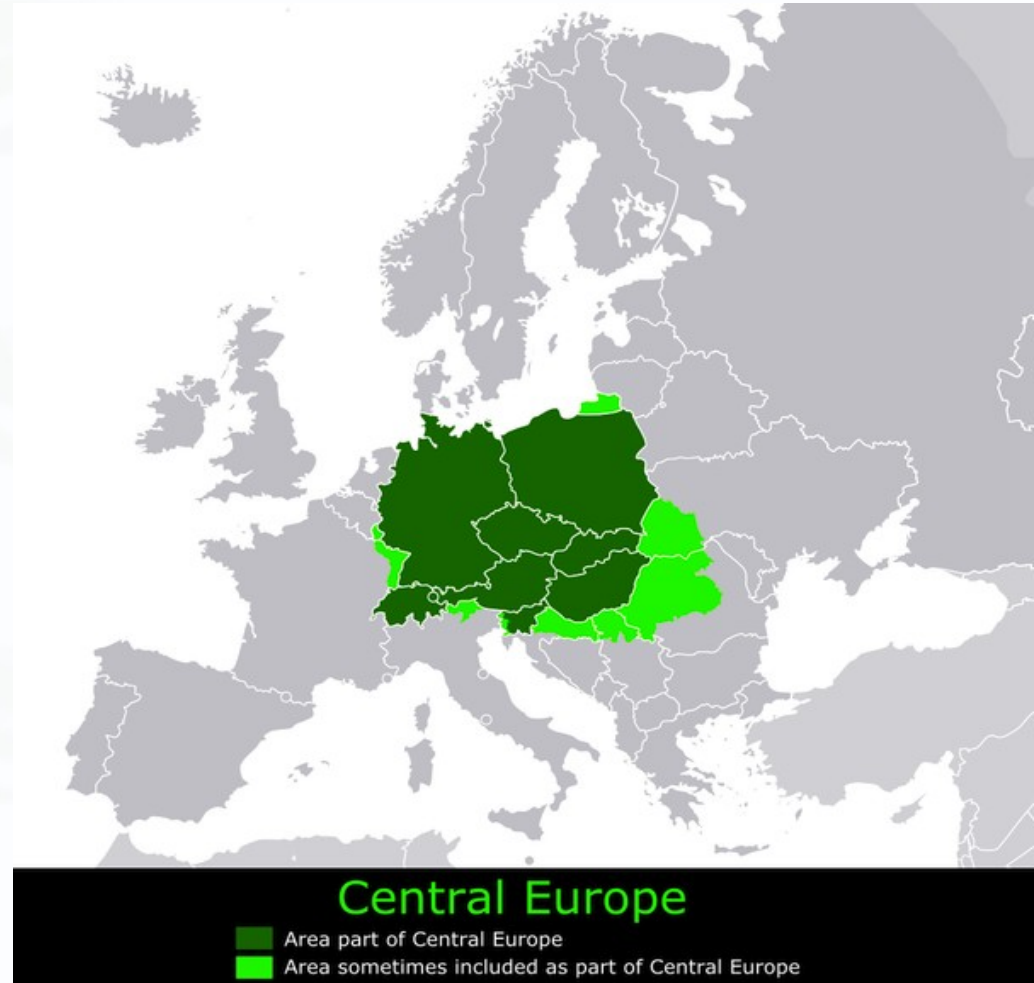 Central Europe
Area part of Central Europe
Area sometimes included as part of Central Europe